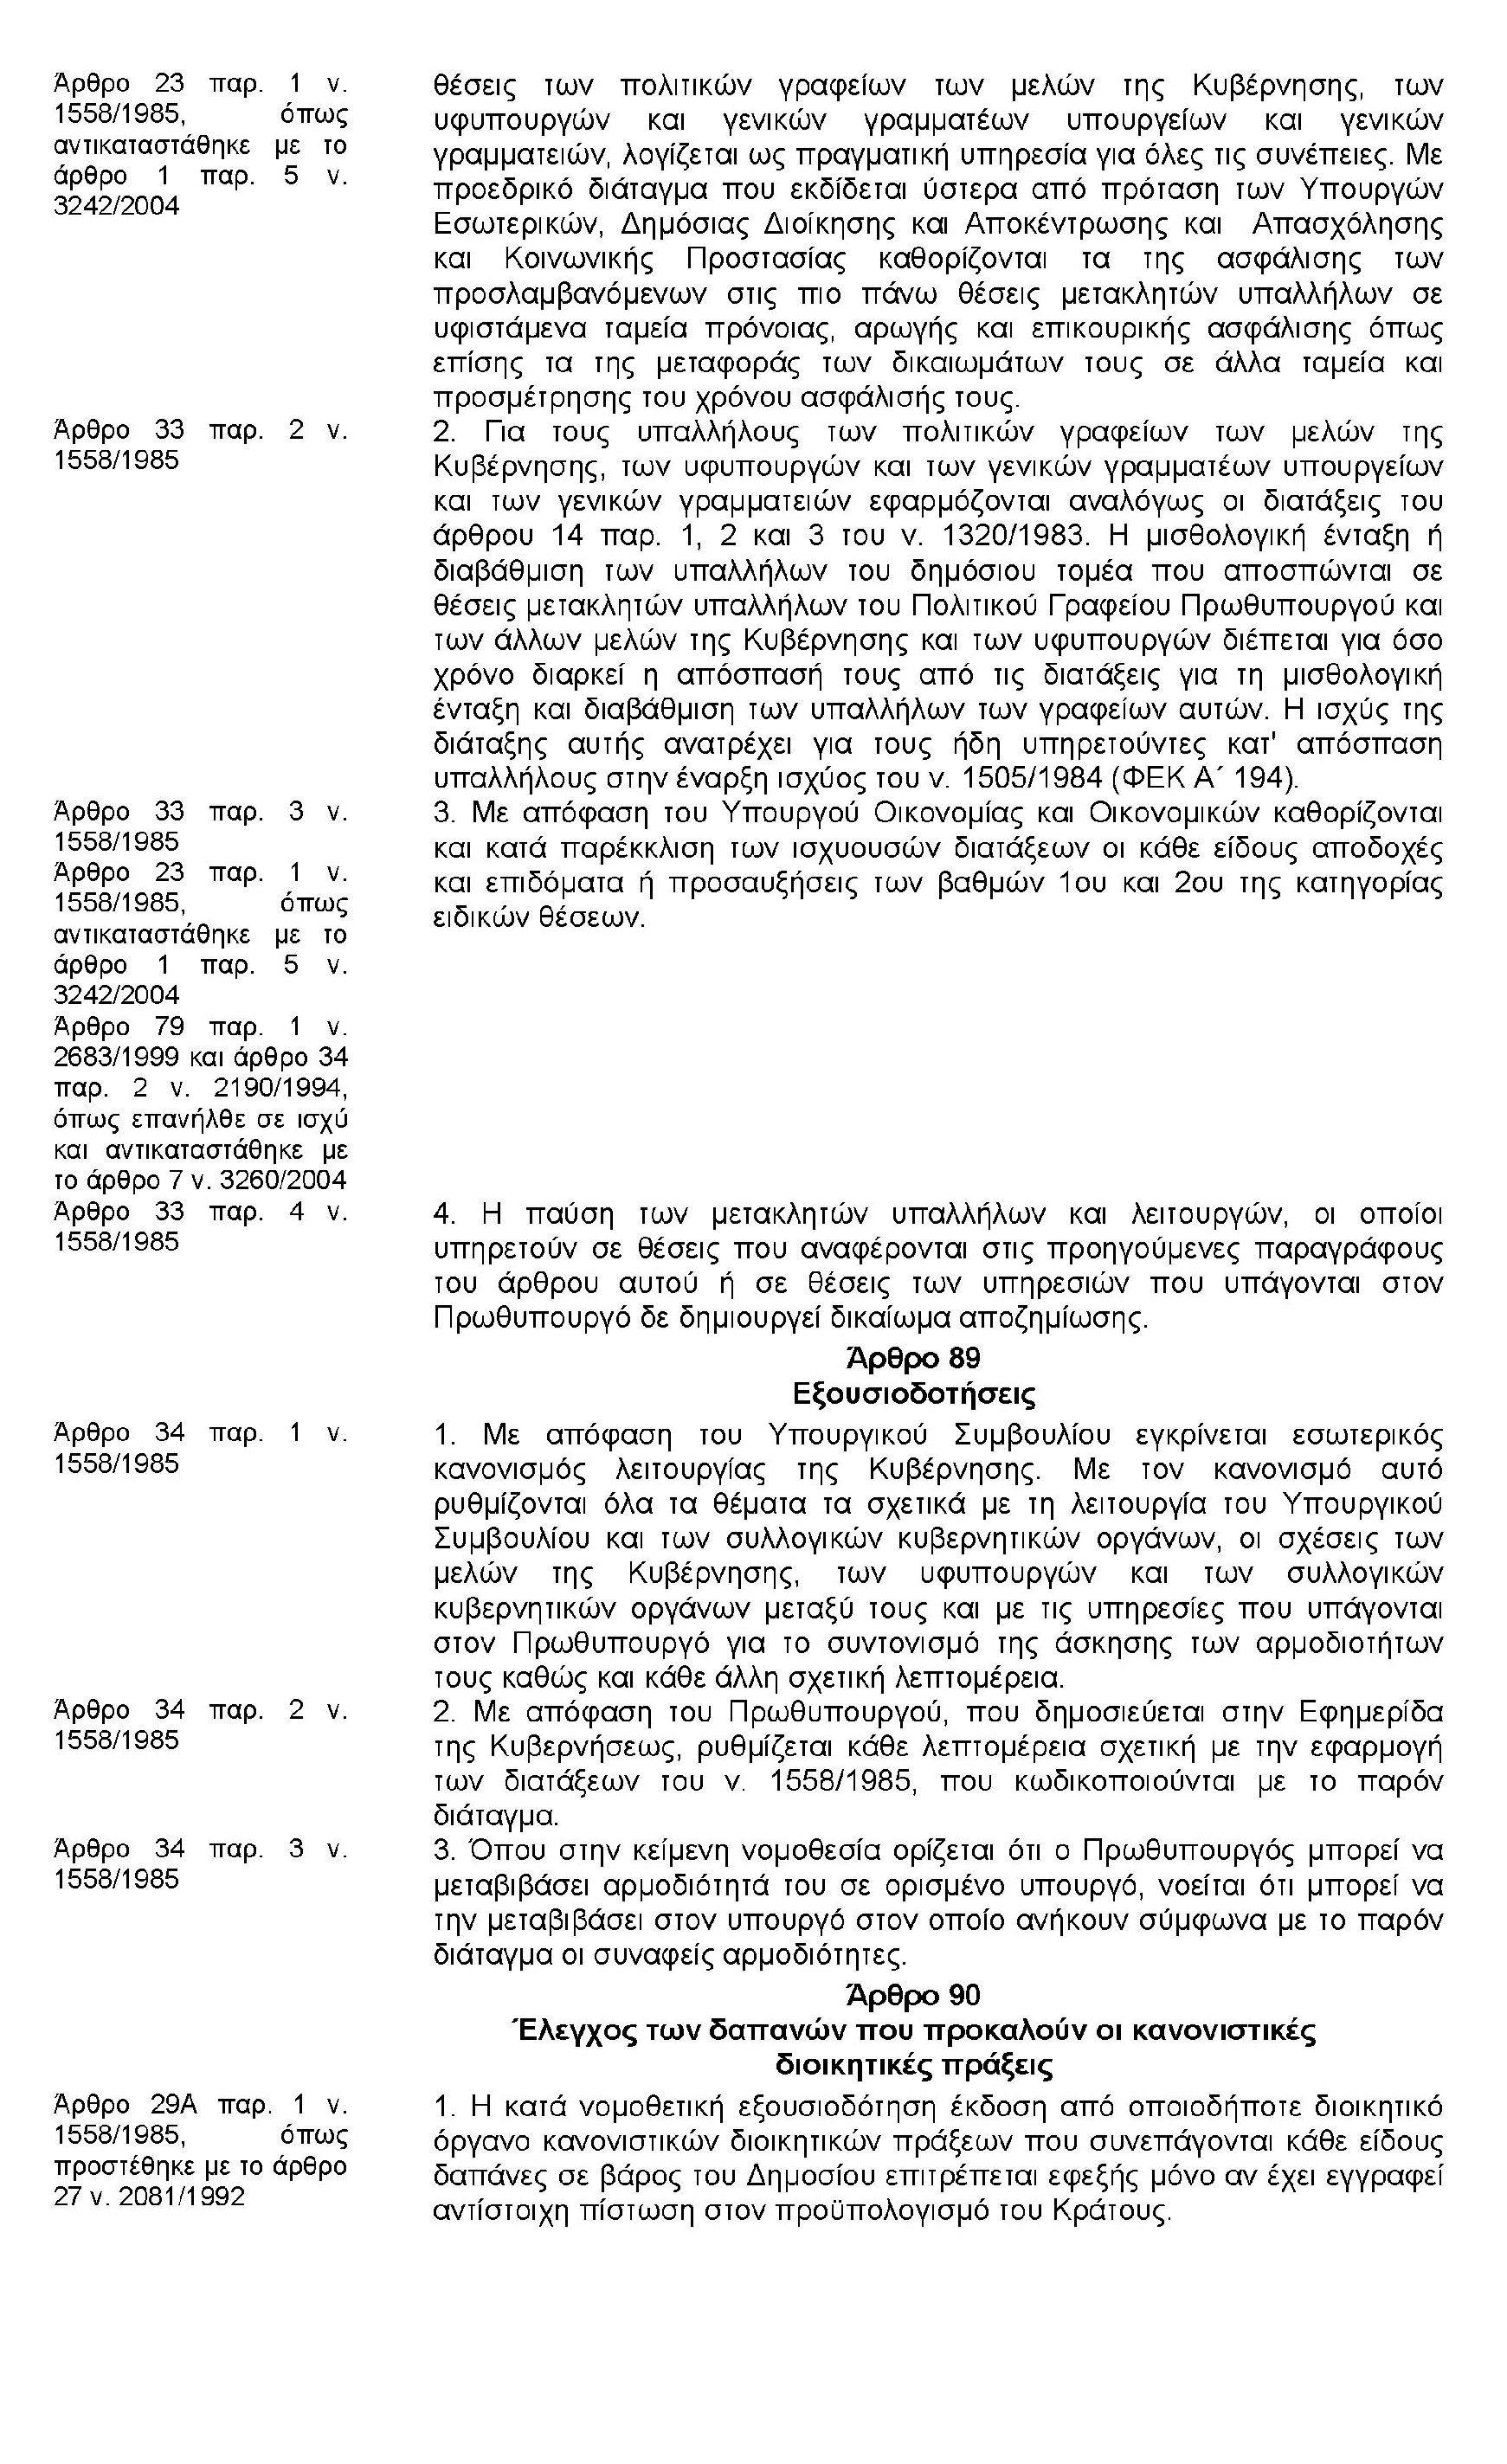 Άρθρο 23 παρ. 1 ν.
1558/1985, όπως
αντικαταστάθηκε με το
άρθρο 1 παρ. 5 ν.
3242/2004
θέσεις των πολιτικών γραφείων των μελών της Κυβέρνησης, των
υφυπουργών και γενικών γραμματέων υπουργείων και γενικών
γραμματειών, λογίζεται ως πραγματική υπηρεσία για όλες τις συνέπειες. Με
προεδρικό διάταγμα που εκδίδεται ύστερα από πρόταση των Υπουργών
Εσωτερικών, Δημόσιας Διοίκησης και Αποκέντρωσης και Απασχόλησης
και Κοινωνικής Προστασίας καθορίζονται τα της ασφάλισης των
προσλαμβανόμενων στις πιο πάνω θέσεις μετακλητών υπαλλήλων σε
υφιστάμενα ταμεία πρόνοιας, αρωγής και επικουρικής ασφάλισης όπως
επίσης τα της μεταφοράς των δικαιωμάτων τους σε άλλα ταμεία και
προσμέτρησης του χρόνου ασφάλισής τους.
Άρθρο 33 παρ. 2 ν.
1558/1985
2. Για τους υπαλλήλους των πολιτικών γραφείων των μελών της
Κυβέρνησης, των υφυπουργών και των γενικών γραμματέων υπουργείων
και των γενικών γραμματειών εφαρμόζονται αναλόγως οι διατάξεις του
άρθρου 14 παρ. 1, 2 και 3 του ν. 1320/1983. Η μισθολογική ένταξη ή
διαβάθμιση των υπαλλήλων του δημόσιου τομέα που αποσπώνται σε
θέσεις μετακλητών υπαλλήλων του Πολιτικού Γραφείου Πρωθυπουργού και
των άλλων μελών της Κυβέρνησης και των υφυπουργών διέπεται για όσο
χρόνο διαρκεί η απόσπασή τους από τις διατάξεις για τη μισθολογική
ένταξη και διαβάθμιση των υπαλλήλων των γραφείων αυτών. Η ισχύς της
διάταξης αυτής ανατρέχει για τους ήδη υπηρετούντες κατ' απόσπαση
υπαλλήλους στην έναρξη ισχύος του ν. 1505/1984 (ΦΕΚ Α΄ 194).
Άρθρο 33 παρ. 3 ν.
1558/1985
Άρθρο 23 παρ. 1 ν.
1558/1985, όπως
αντικαταστάθηκε με το
άρθρο 1 παρ. 5 ν.
3242/2004
Άρθρο 79 παρ. 1 ν.
2683/1999 και άρθρο 34
παρ. 2 ν. 2190/1994,
όπως επανήλθε σε ισχύ
και αντικαταστάθηκε με
το άρθρο 7 ν. 3260/2004
3. Με απόφαση του Υπουργού Οικονομίας και Οικονομικών καθορίζονται
και κατά παρέκκλιση των ισχυουσών διατάξεων οι κάθε είδους αποδοχές
και επιδόματα ή προσαυξήσεις των βαθμών 1ου και 2ου της κατηγορίας
ειδικών θέσεων.
Άρθρο 33 παρ. 4 ν.
1558/1985
4. Η παύση των μετακλητών υπαλλήλων και λειτουργών, οι οποίοι
υπηρετούν σε θέσεις που αναφέρονται στις προηγούμενες παραγράφους
του άρθρου αυτού ή σε θέσεις των υπηρεσιών που υπάγονται στον
Πρωθυπουργό δε δημιουργεί δικαίωμα αποζημίωσης.
Άρθρο 89
Εξουσιοδοτήσεις
Άρθρο 34 παρ. 1 ν.
1558/1985
1. Με απόφαση του Υπουργικού Συμβουλίου εγκρίνεται εσωτερικός
κανονισμός λειτουργίας της Κυβέρνησης. Με τον κανονισμό αυτό
ρυθμίζονται όλα τα θέματα τα σχετικά με τη λειτουργία του Υπουργικού
Συμβουλίου και των συλλογικών κυβερνητικών οργάνων, οι σχέσεις των
μελών της Κυβέρνησης, των υφυπουργών και των συλλογικών
κυβερνητικών οργάνων μεταξύ τους και με τις υπηρεσίες που υπάγονται
στον Πρωθυπουργό για το συντονισμό της άσκησης των αρμοδιοτήτων
τους καθώς και κάθε άλλη σχετική λεπτομέρεια.
Άρθρο 34 παρ. 2 ν.
1558/1985
2. Με απόφαση του Πρωθυπουργού, που δημοσιεύεται στην Εφημερίδα
της Κυβερνήσεως, ρυθμίζεται κάθε λεπτομέρεια σχετική με την εφαρμογή
των διατάξεων του ν. 1558/1985, που κωδικοποιούνται με το παρόν
διάταγμα.
Άρθρο 34 παρ. 3 ν.
1558/1985
3. Όπου στην κείμενη νομοθεσία ορίζεται ότι ο Πρωθυπουργός μπορεί να
μεταβιβάσει αρμοδιότητά του σε ορισμένο υπουργό, νοείται ότι μπορεί να
την μεταβιβάσει στον υπουργό στον οποίο ανήκουν σύμφωνα με το παρόν
διάταγμα οι συναφείς αρμοδιότητες.
Άρθρο 90
Έλεγχος των δαπανών που προκαλούν οι κανονιστικές
διοικητικές πράξεις
Άρθρο 29Α παρ. 1 ν.
1558/1985, όπως
προστέθηκε με το άρθρο
27 ν. 2081/1992
1. Η κατά νομοθετική εξουσιοδότηση έκδοση από οποιοδήποτε διοικητικό
όργανο κανονιστικών διοικητικών πράξεων που συνεπάγονται κάθε είδους
δαπάνες σε βάρος του Δημοσίου επιτρέπεται εφεξής μόνο αν έχει εγγραφεί
αντίστοιχη πίστωση στον προϋπολογισμό του Κράτους.